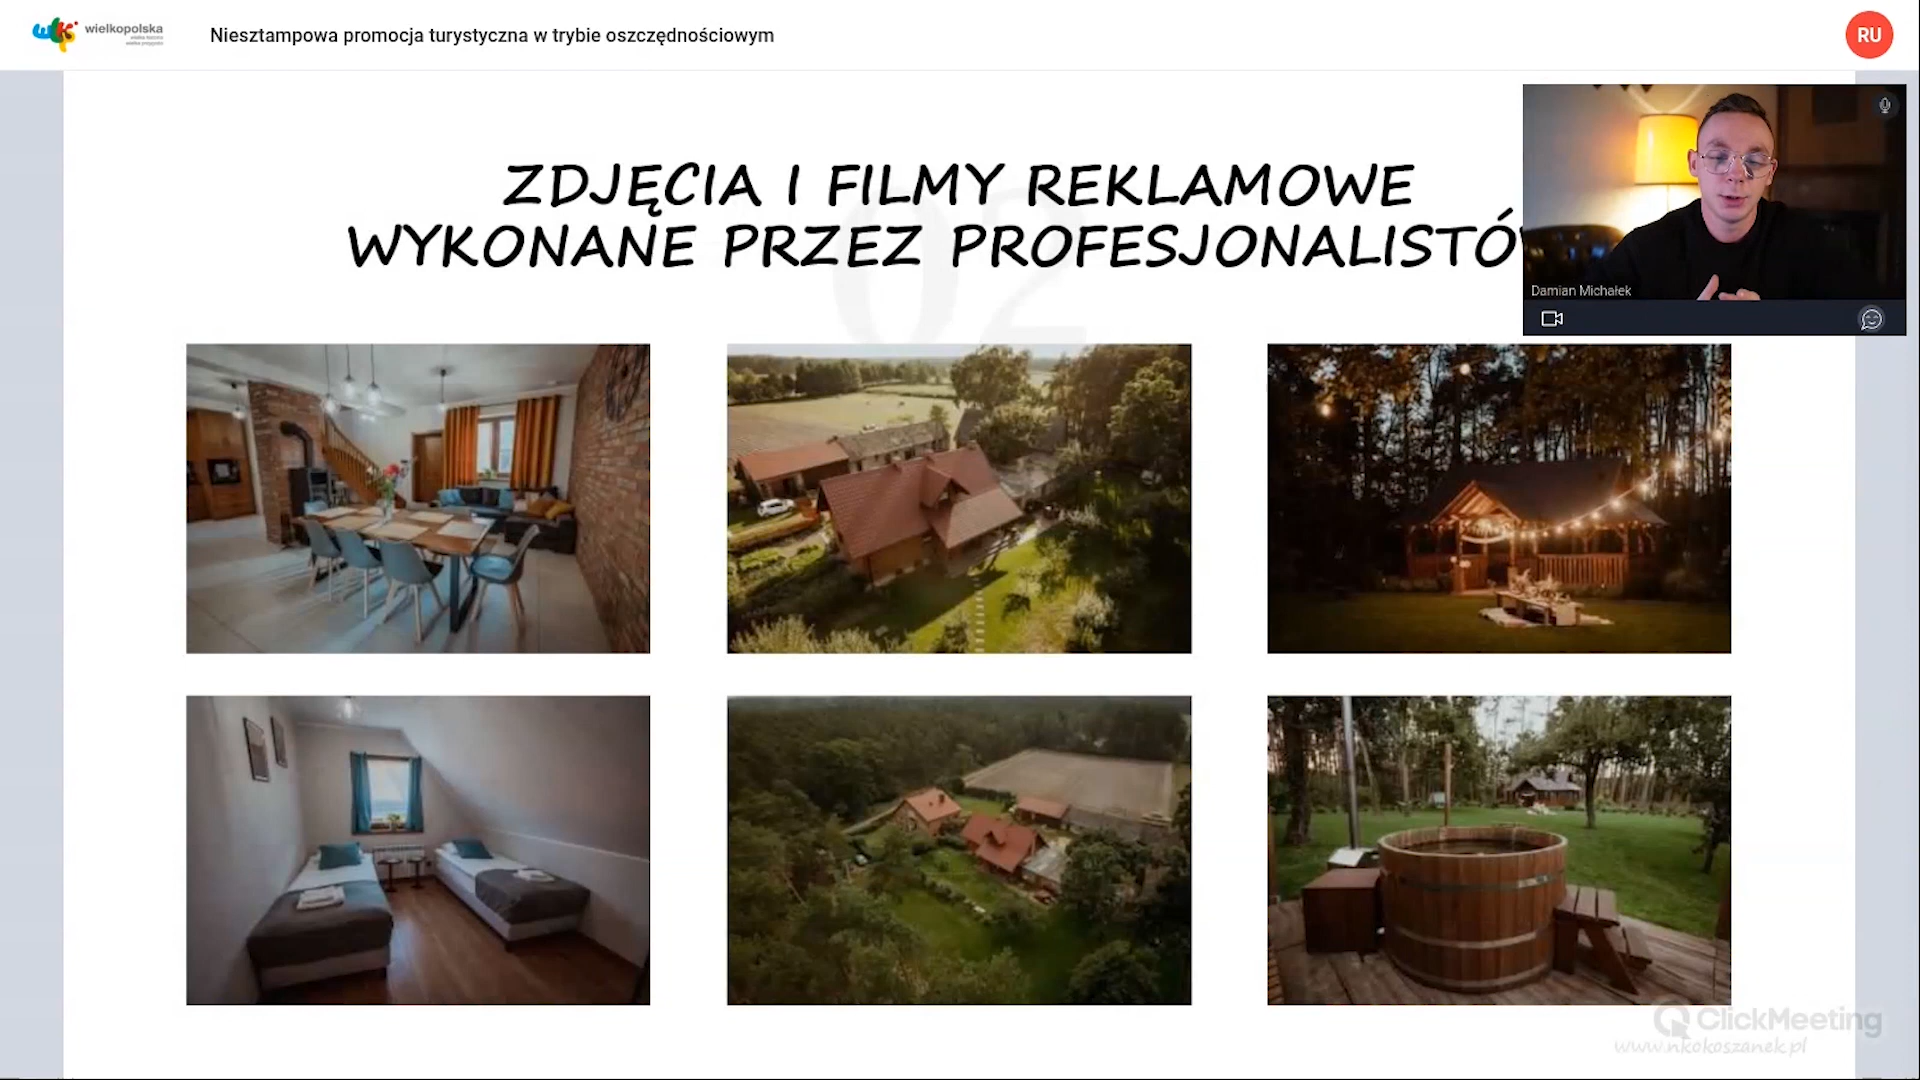 wielkopolska
Niesztampowa promocja turystyczna w trybie oszczędnościowym
RU
02
ZDJĘCIA I FILMY REKLAMOWE
WYKONANE PRZEZ PROFESJONALISTÓ
Damian Michałek
ClickMeeting
www.nkokoszanek.pl